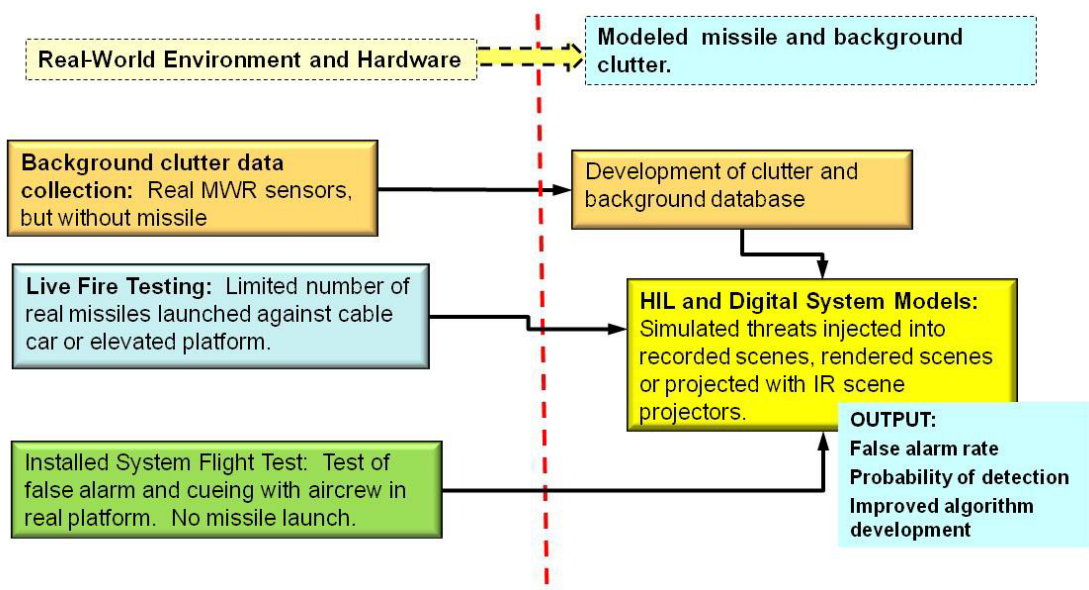 Real-World Environment and Hardware
Modeled missile and background
clutter.
Background clutter data
collection: Real MWR sensors,
but without missile
Development of clutter and
background database
Live Fire Testing: Limited number of
real missiles launched against cable
car or elevated platform.
HIL and Digital System Models:
Simulated threats injected into
recorded scenes, rendered scenes
or projected with IR scene
projectors.
Installed System Flight Test: Test of
false alarm and cueing with aircrew in
real platform. No missile launch.
OUTPUT:
False alarm rate
Probability of detection
Improved algorithm
development